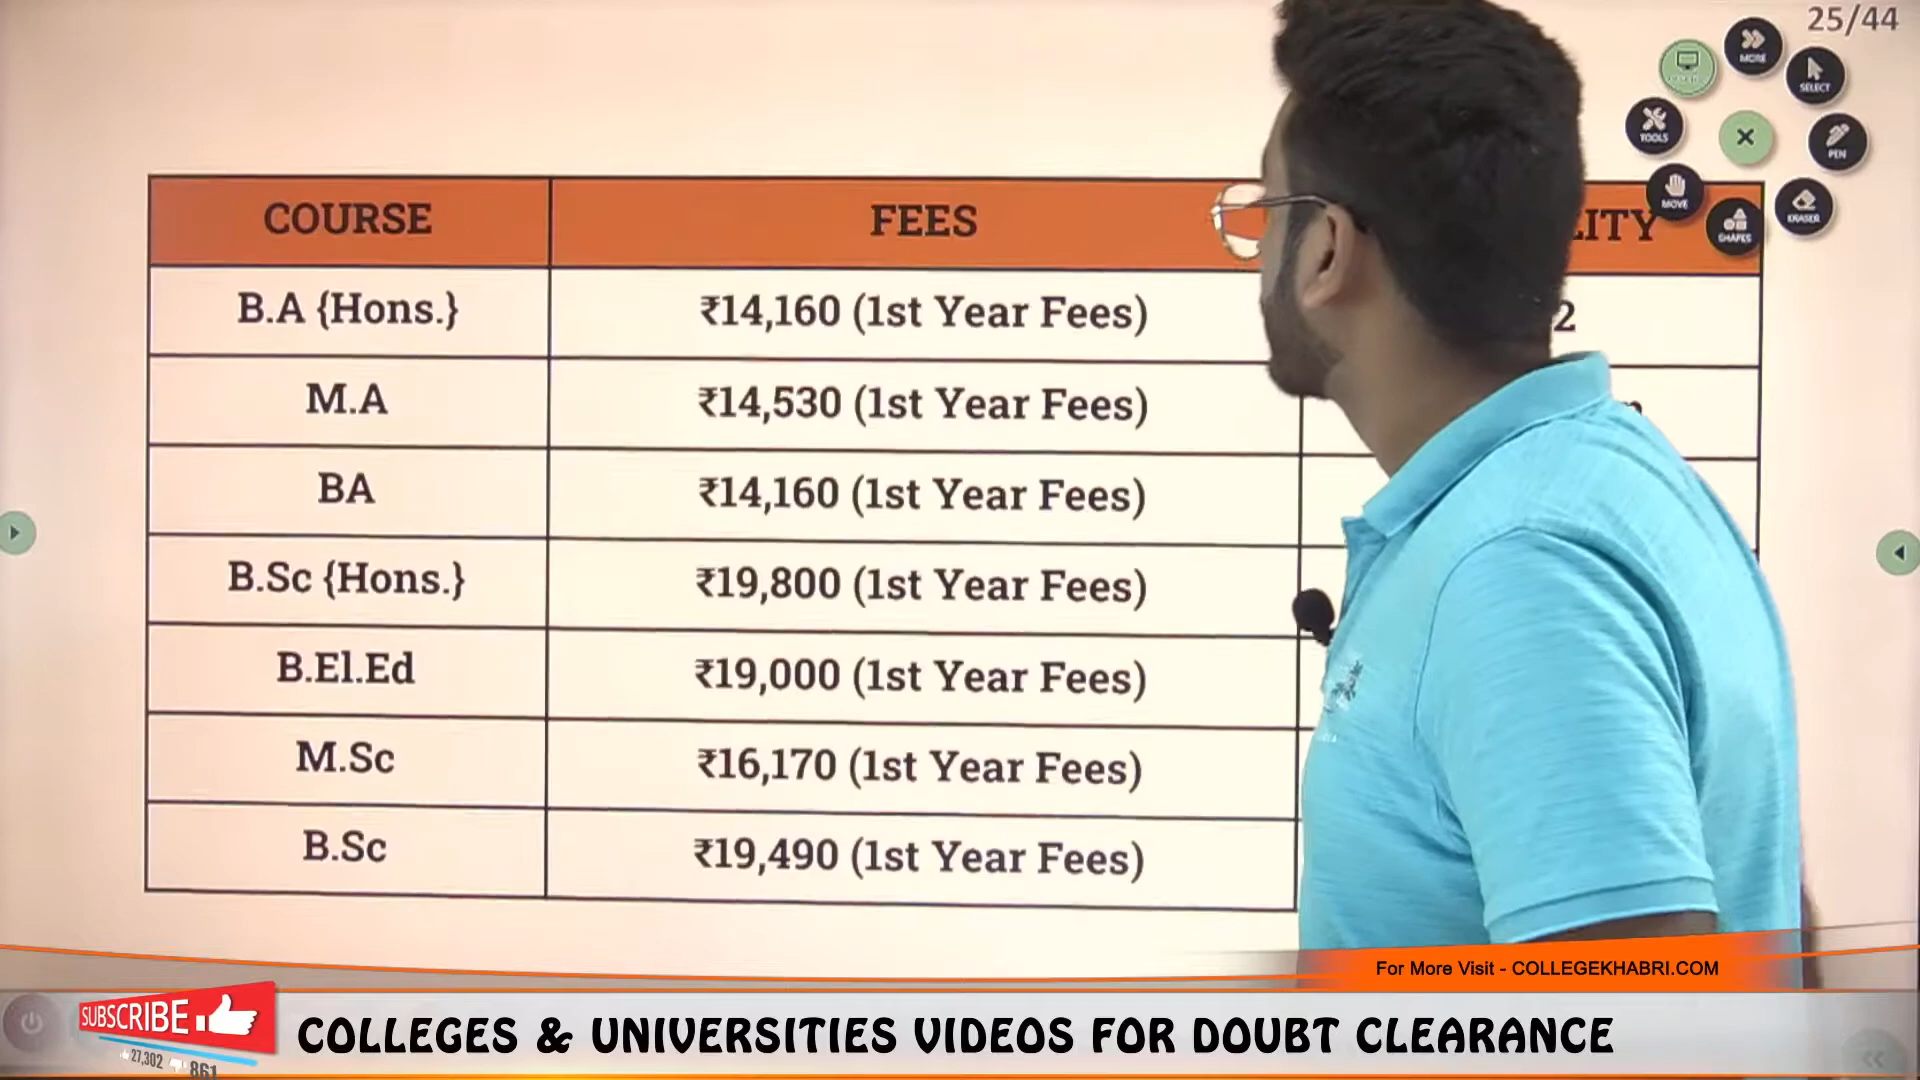 25/44
MORE
SELECT
TOOLS
PEN
MOVE
ERASER
SHAPES
COURSE FEES LITY
B.A {Hons.} ₹14,160 (1st Year Fees) 2
M.A ₹14,530 (1st Year Fees)
BA ₹14,160 (1st Year Fees)
B.Sc {Hons.} ₹19,800 (1st Year Fees)
B.El.Ed ₹19,000 (1st Year Fees)
M.Sc ₹16,170 (1st Year Fees)
B.Sc ₹19,490 (1st Year Fees)
For More Visit - COLLEGEKHABRI.COM
SUBSCRIBE
27,302 861
COLLEGES & UNIVERSITIES VIDEOS FOR DOUBT CLEARANCE